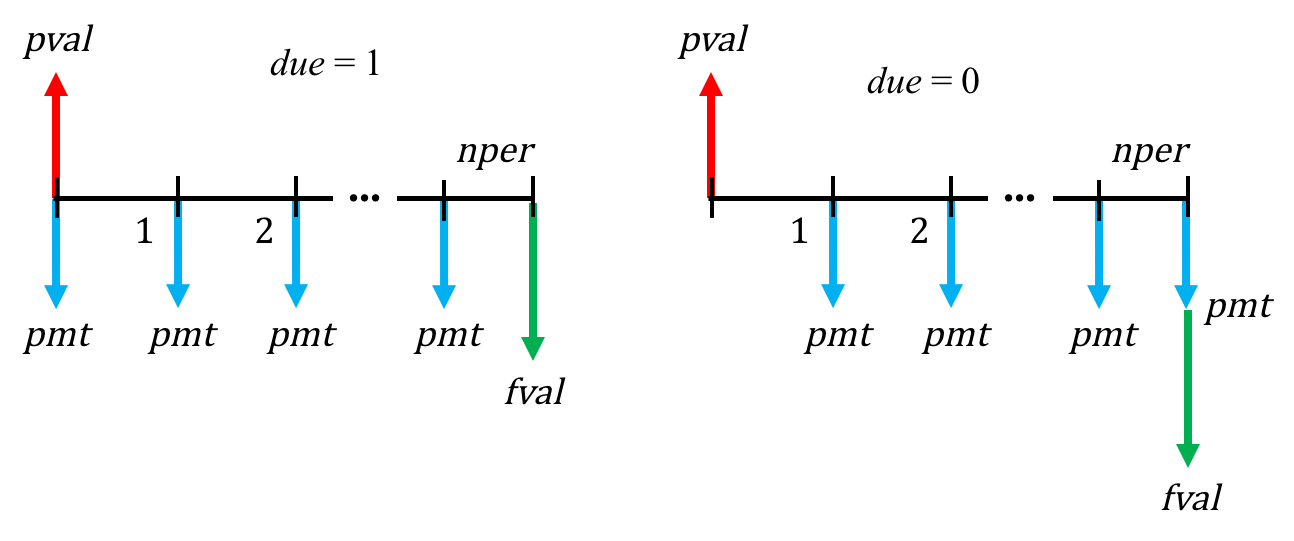 pval
due = 1
nper
1
2
...
pmt
pmt
pmt
pmt
fval
pval
due = 0
nper
1
2
...
pmt
pmt
pmt
pmt
fval